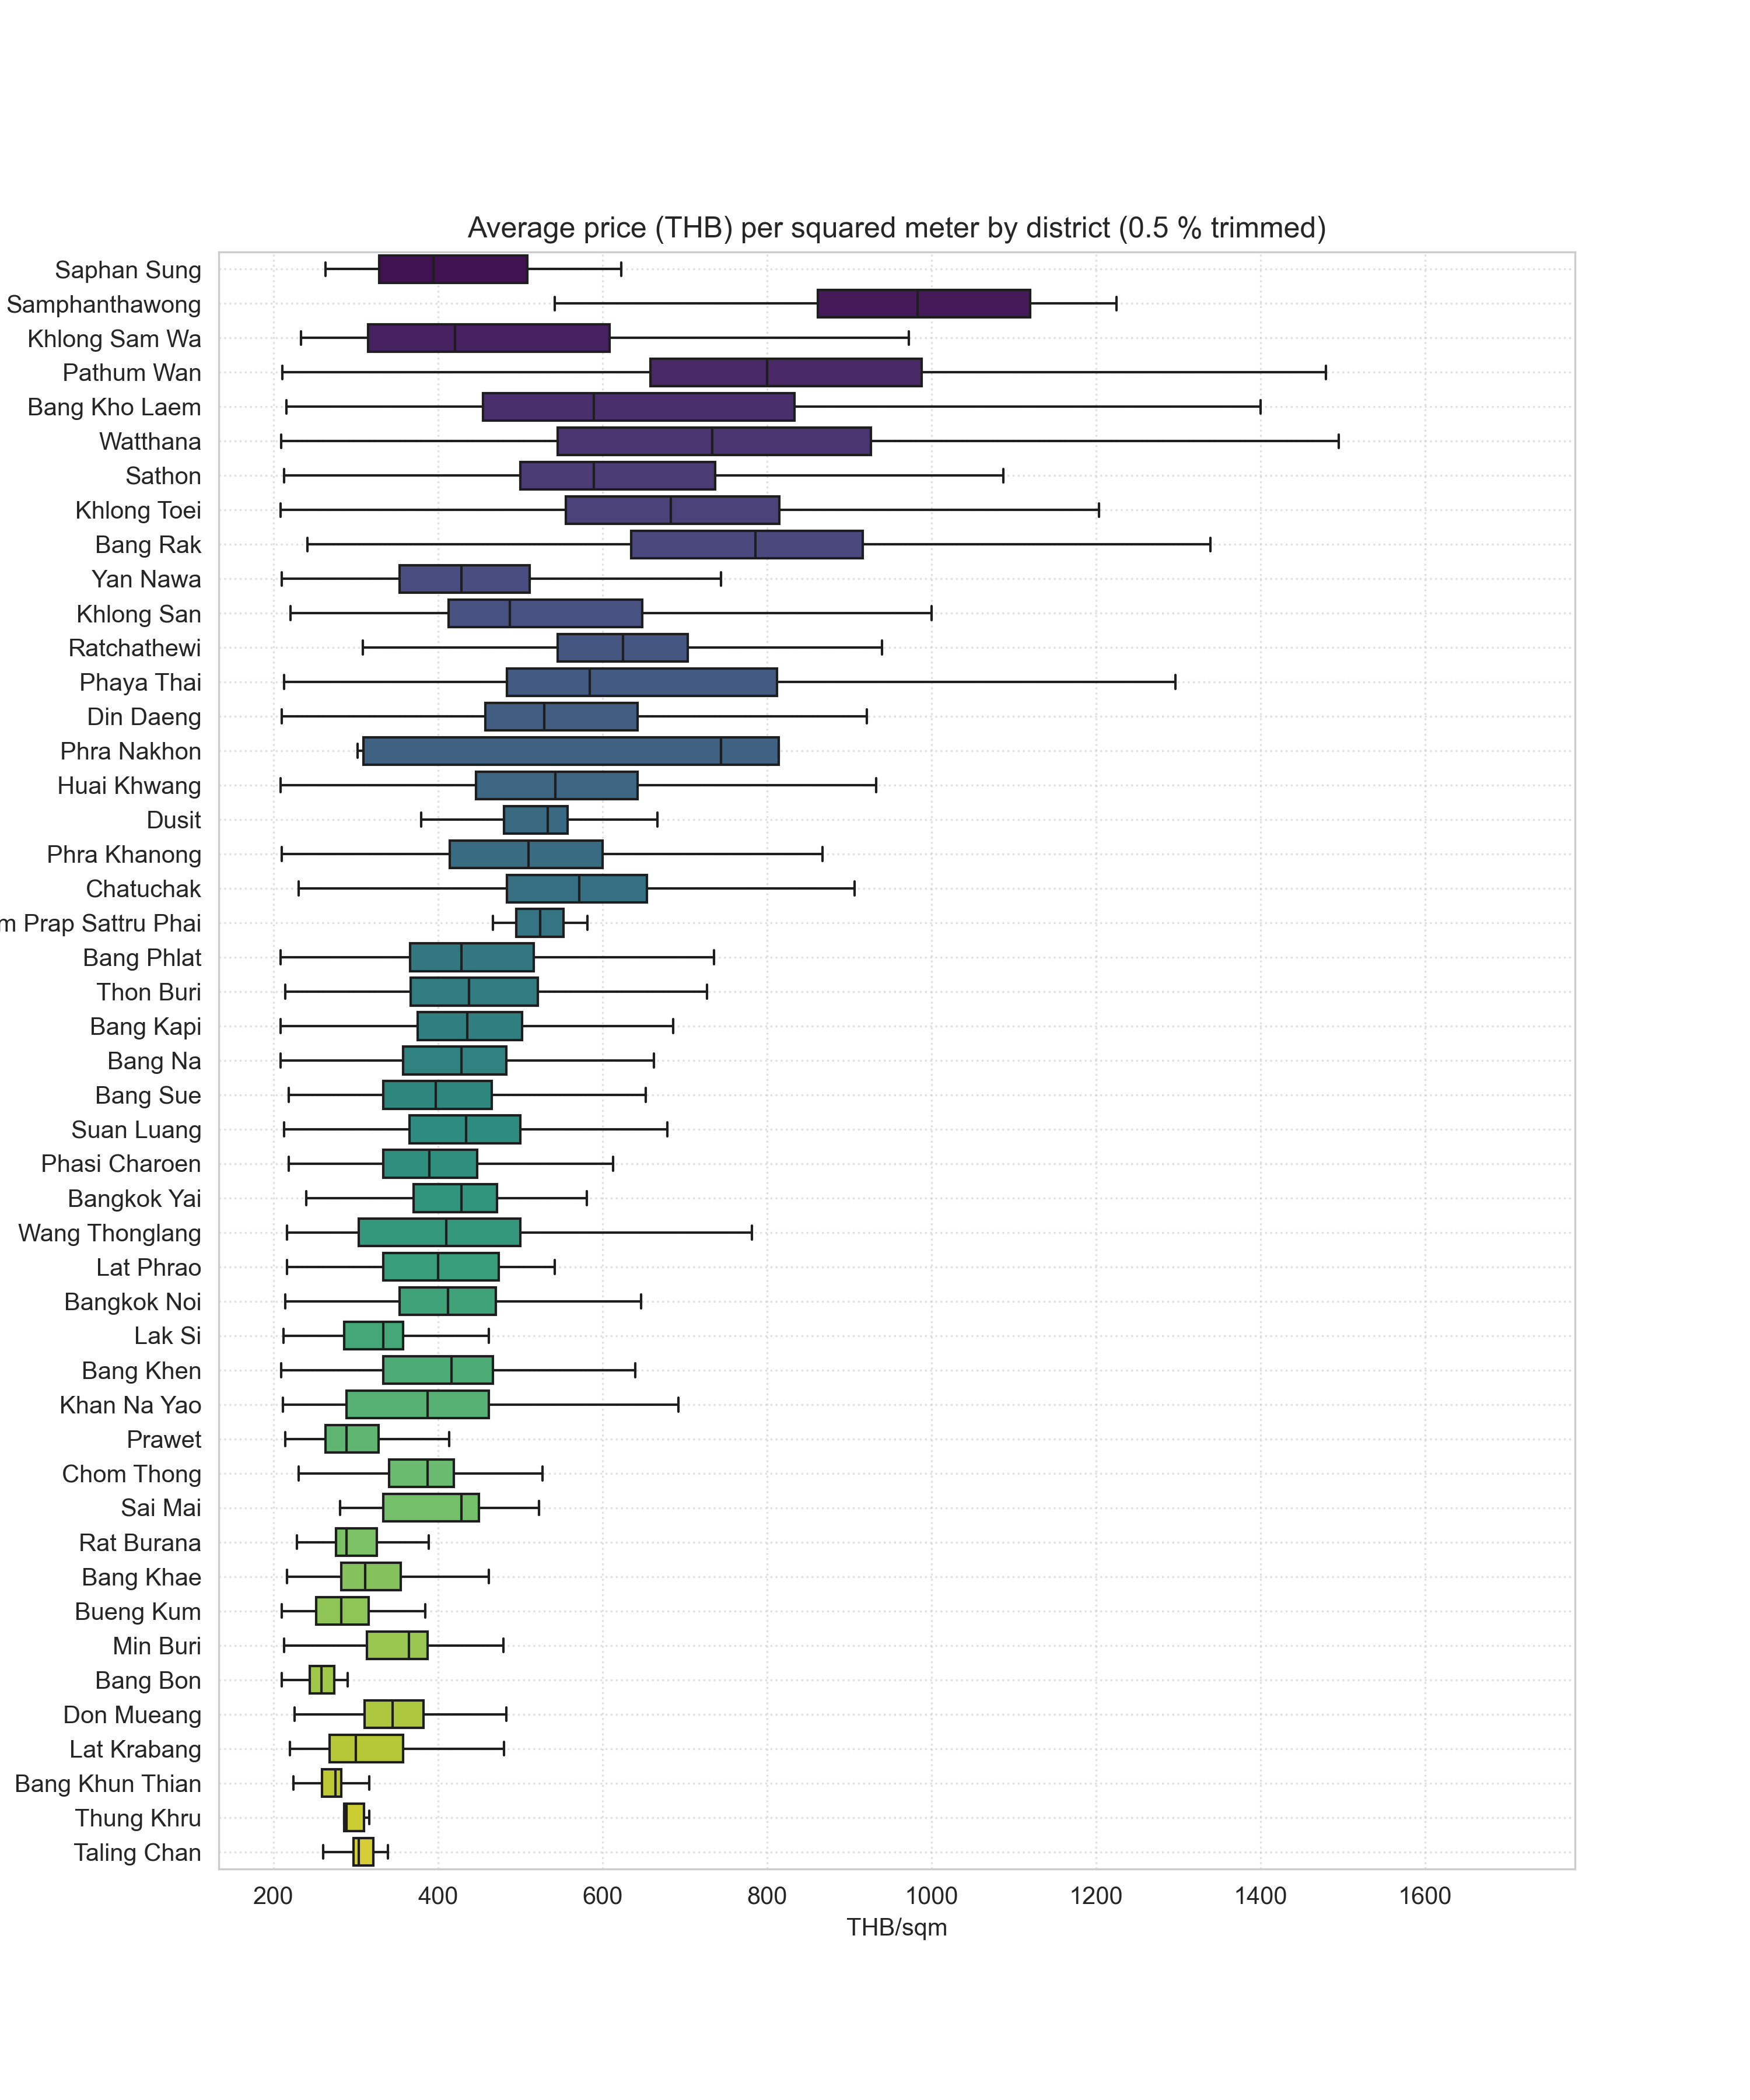 Average price (THB) per squared meter by district (0.5 % trimmed)
Saphan Sung
Samphanthawong
Khlong Sam Wa
Pathum Wan
Bang Kho Laem
Watthana
Sathon
Khlong Toei
Bang Rak
Yan Nawa
Khlong San
Ratchathewi
Phaya Thai
Din Daeng
Phra Nakhon
Huai Khwang
Dusit
Phra Khanong
Chatuchak
m Prap Sattru Phai
Bang Phlat
Thon Buri
Bang Kapi
Bang Na
Bang Sue
Suan Luang
Phasi Charoen
Bangkok Yai
Wang Thonglang
Lat Phrao
Bangkok Noi
Lak Si
Bang Khen
Khan Na Yao
Prawet
Chom Thong
Sai Mai
Rat Burana
Bang Khae
Bueng Kum
Min Buri
Bang Bon
Don Mueang
Lat Krabang
Bang Khun Thian
Thung Khru
Taling Chan
200 400 600 800 1000 1200 1400 1600
THB/sqm